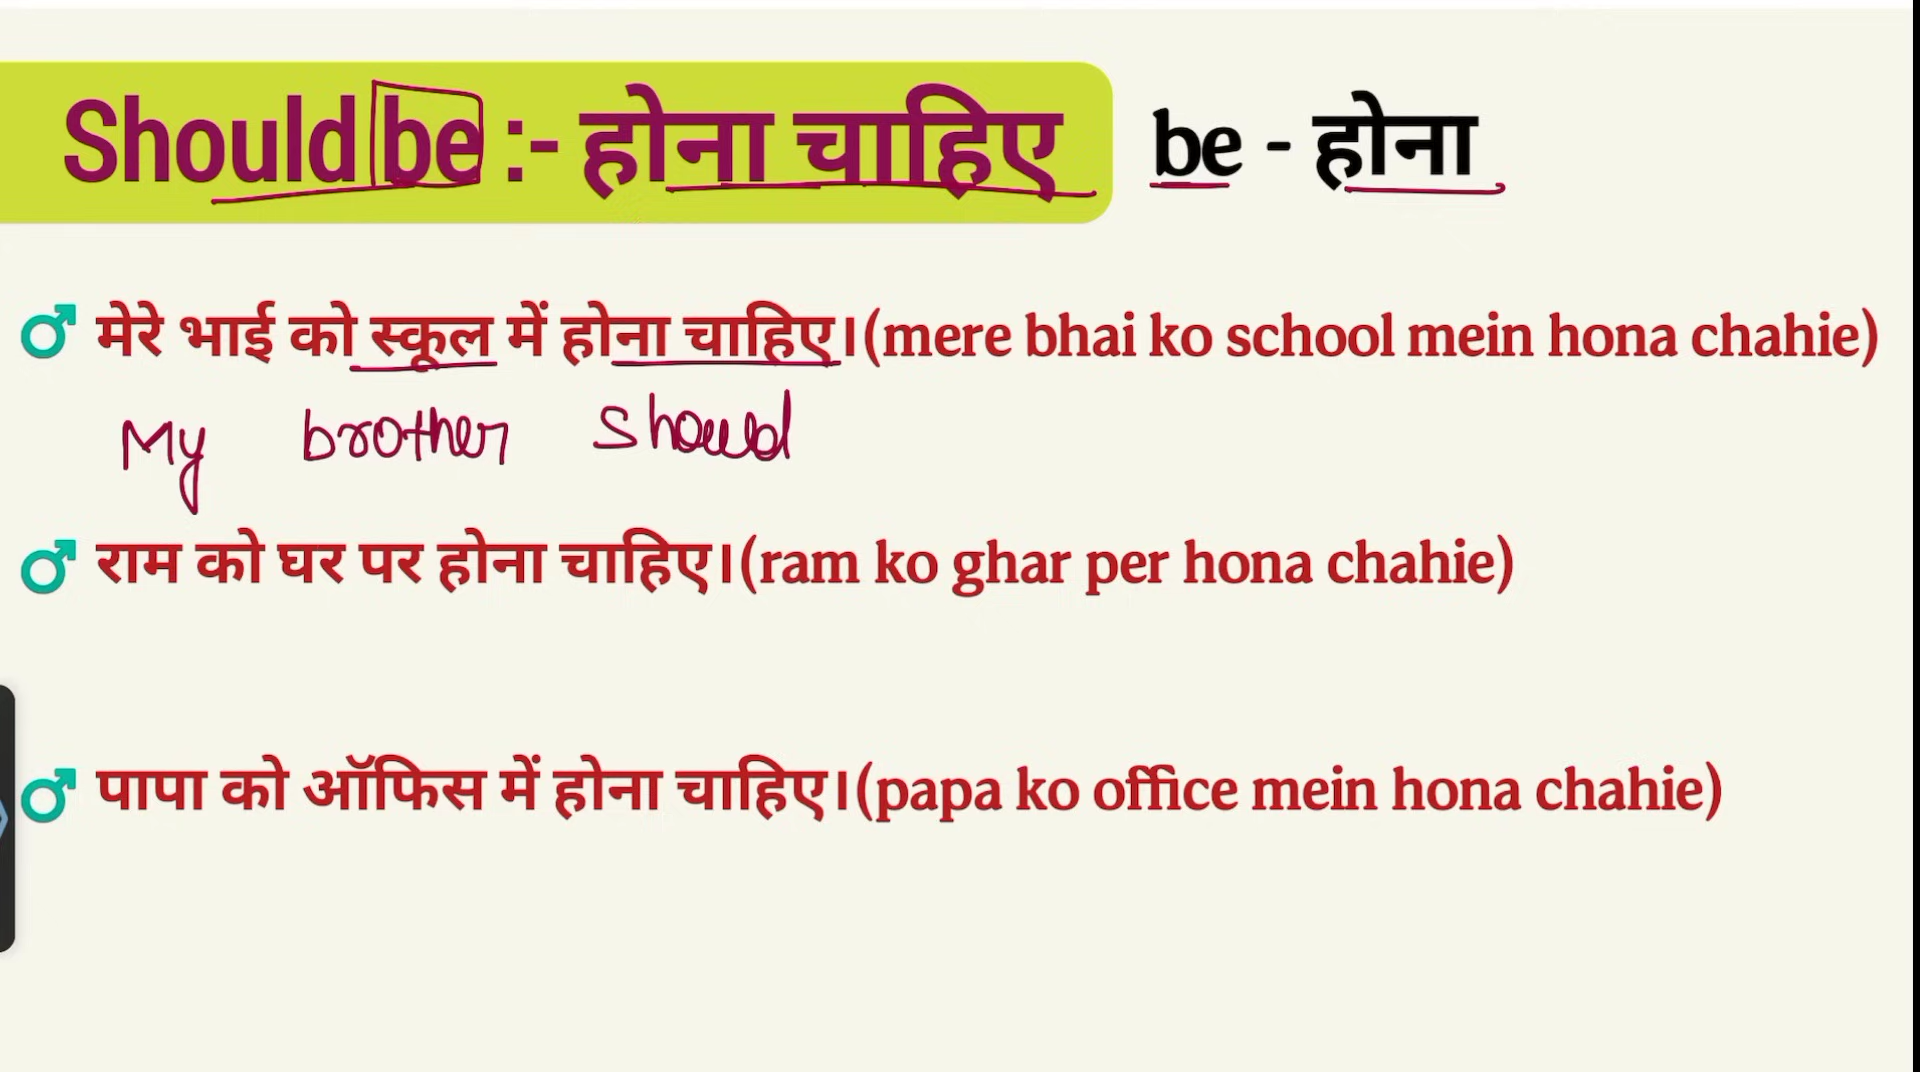 Should be :- होना चाहिए be - होना
मेरे भाई को स्कूल में होना चाहिए।(mere bhai ko school mein hona chahie)
My brother should
राम को घर पर होना चाहिए।(ram ko ghar per hona chahie)
पापा को ऑफिस में होना चाहिए।(papa ko office mein hona chahie)